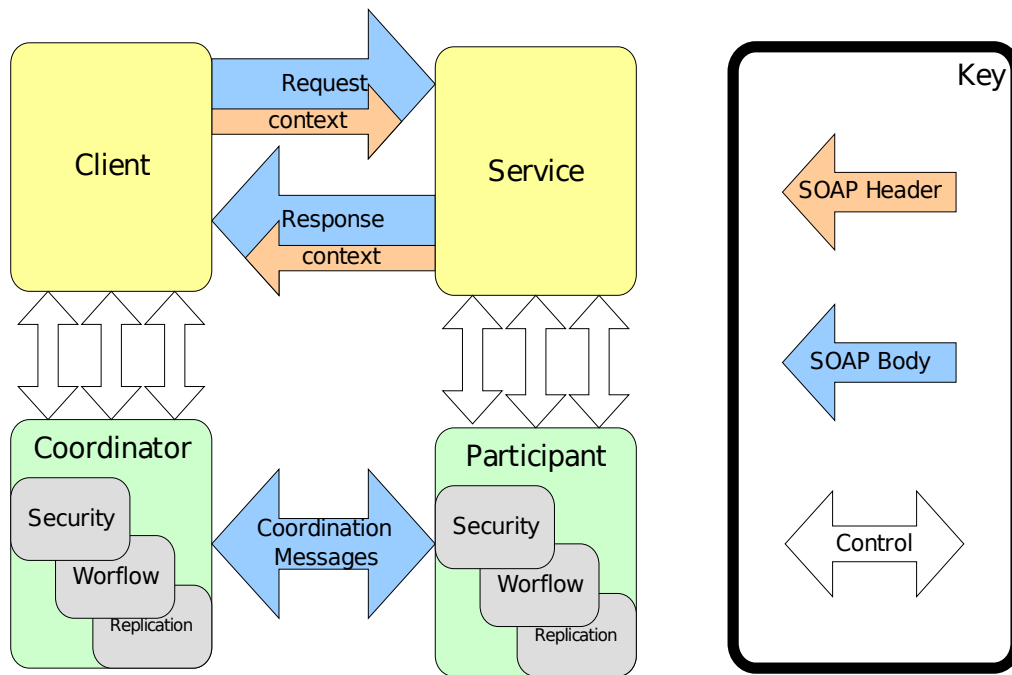 Request
context
Client
Service
Response
context
Coordinator
Security
Worflow
Replication
Coordination
Messages
Participant
Security
Worflow
Replication
Key
SOAP Header
SOAP Body
Control